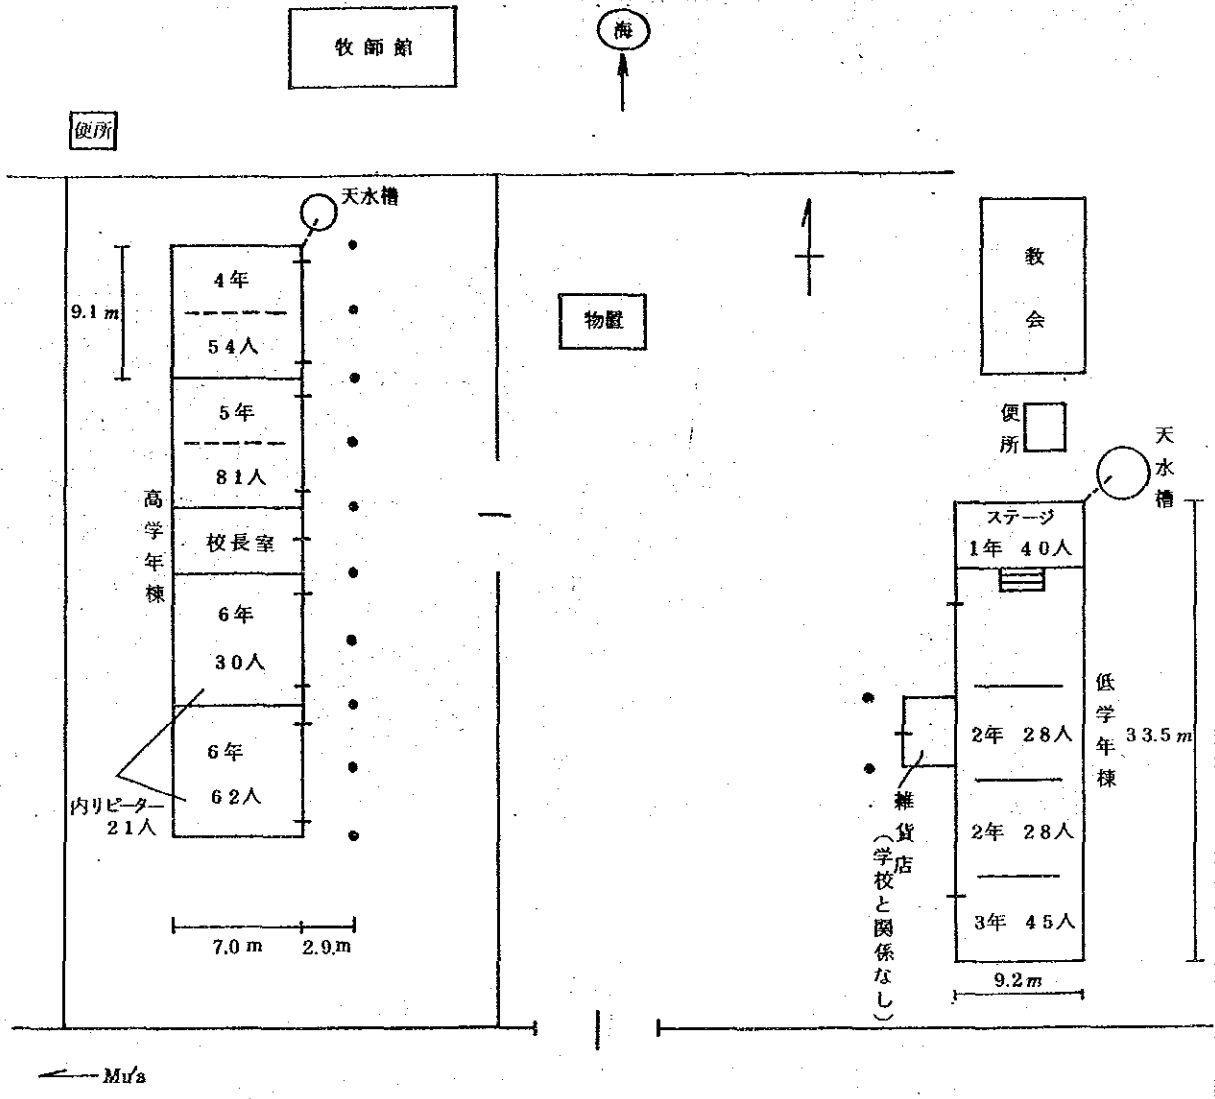 牧師館
海
便所
天水槽
4年
54人
9.1 m
5年
81人
校長室
高学年棟
6年
30人
6年
62人
内リピーター
21人
7.0 m
2.9.m
物置
教会
便所
天水槽
ステージ
1年 40人
2年 28人
2年 28人
3年 45人
低学年棟
33.5 m
9.2 m
雑貨店
(学校と関係なし)
Mu'a